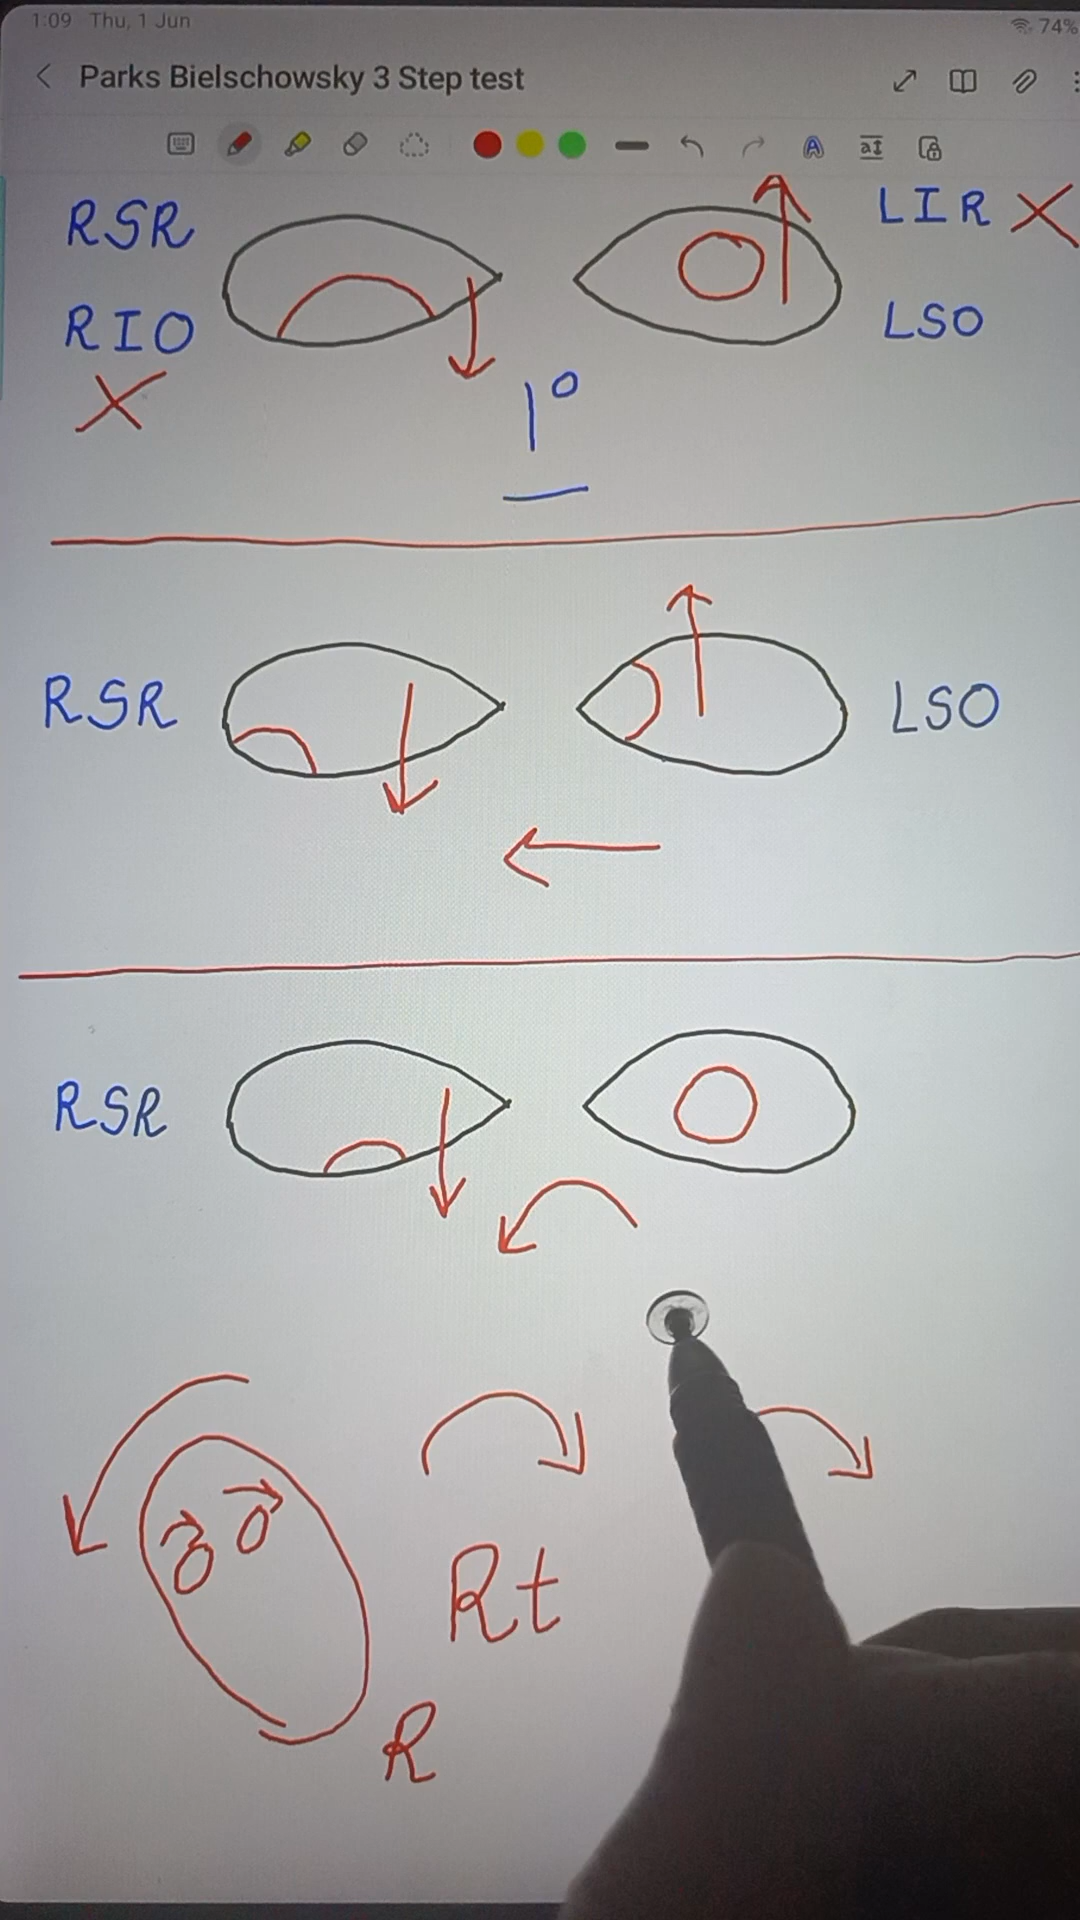 1:09 Thu, 1 Jun 74%
Parks Bielschowsky 3 Step test
RSR LIR X
RIO LSO
X
1°
RSR LSO
RSR
Rt
R